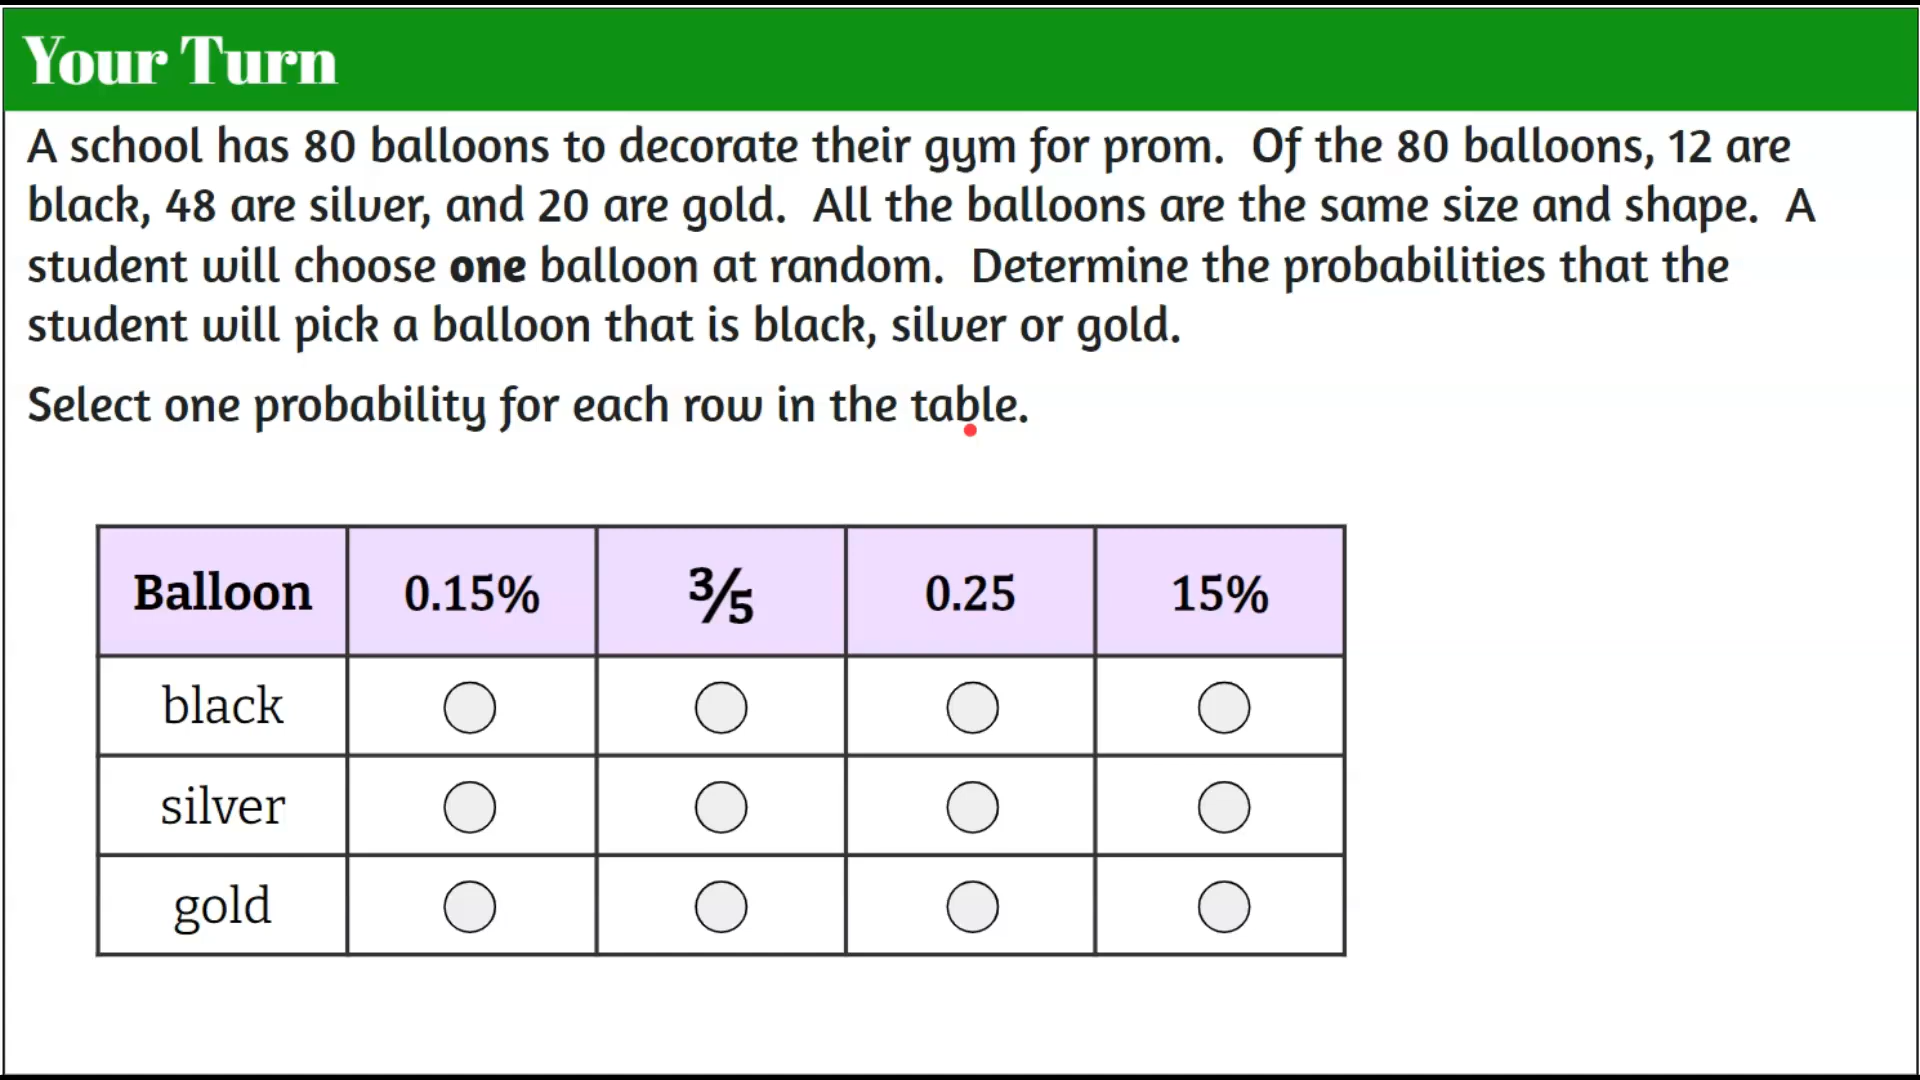 Your Turn
A school has 80 balloons to decorate their gym for prom. Of the 80 balloons, 12 are
black, 48 are silver, and 20 are gold. All the balloons are the same size and shape. A
student will choose one balloon at random. Determine the probabilities that the
student will pick a balloon that is black, silver or gold.
Select one probability for each row in the table.
Balloon 0.15% ⅗ 0.25 15%
black
silver
gold